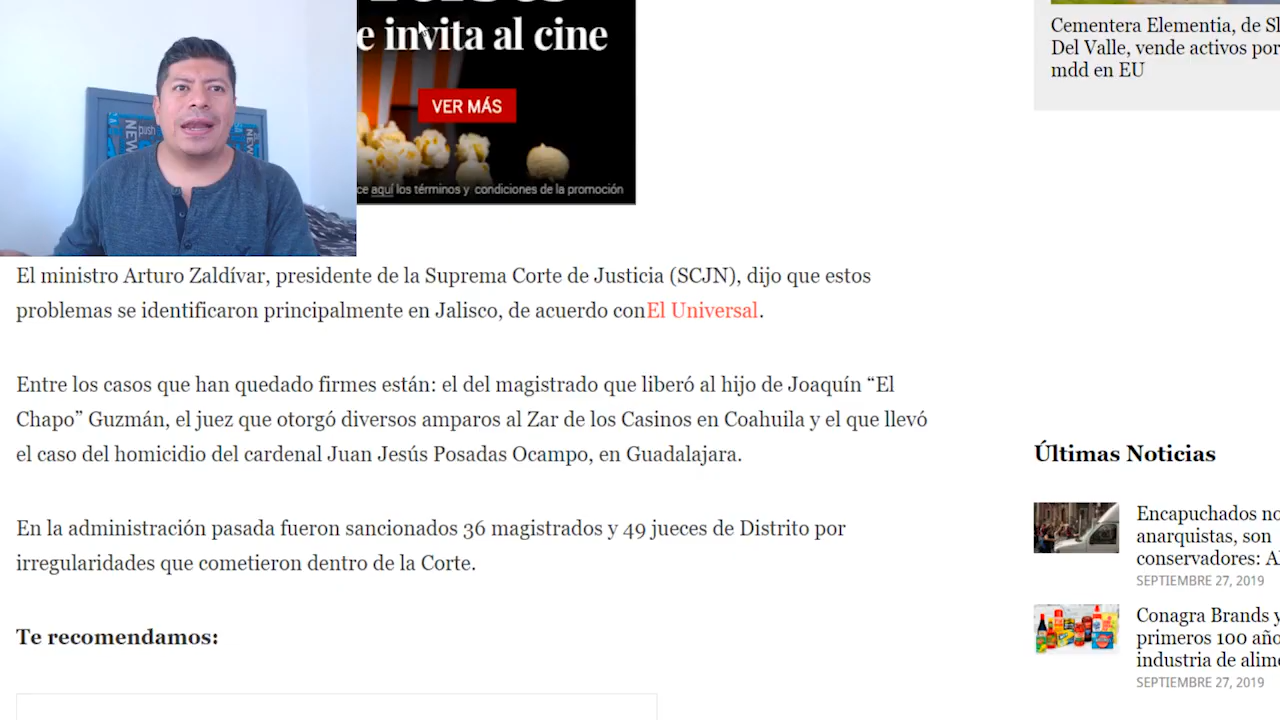 e invita al cine
VER MÁS
ce aquí los términos y condiciones de la promoción
NEW
push
NEW
Cementera Elementia, de Sl
Del Valle, vende activos por
mdd en EU
El ministro Arturo Zaldívar, presidente de la Suprema Corte de Justicia (SCJN), dijo que estos
problemas se identificaron principalmente en Jalisco, de acuerdo conEl Universal.
Entre los casos que han quedado firmes están: el del magistrado que liberó al hijo de Joaquín “El
Chapo” Guzmán, el juez que otorgó diversos amparos al Zar de los Casinos en Coahuila y el que llevó
el caso del homicidio del cardenal Juan Jesús Posadas Ocampo, en Guadalajara.
En la administración pasada fueron sancionados 36 magistrados y 49 jueces de Distrito por
irregularidades que cometieron dentro de la Corte.
Te recomendamos:
Últimas Noticias
Encapuchados no
anarquistas, son
conservadores: A
SEPTIEMBRE 27, 2019
Conagra Brands y
primeros 100 año
industria de alime
SEPTIEMBRE 27, 2019